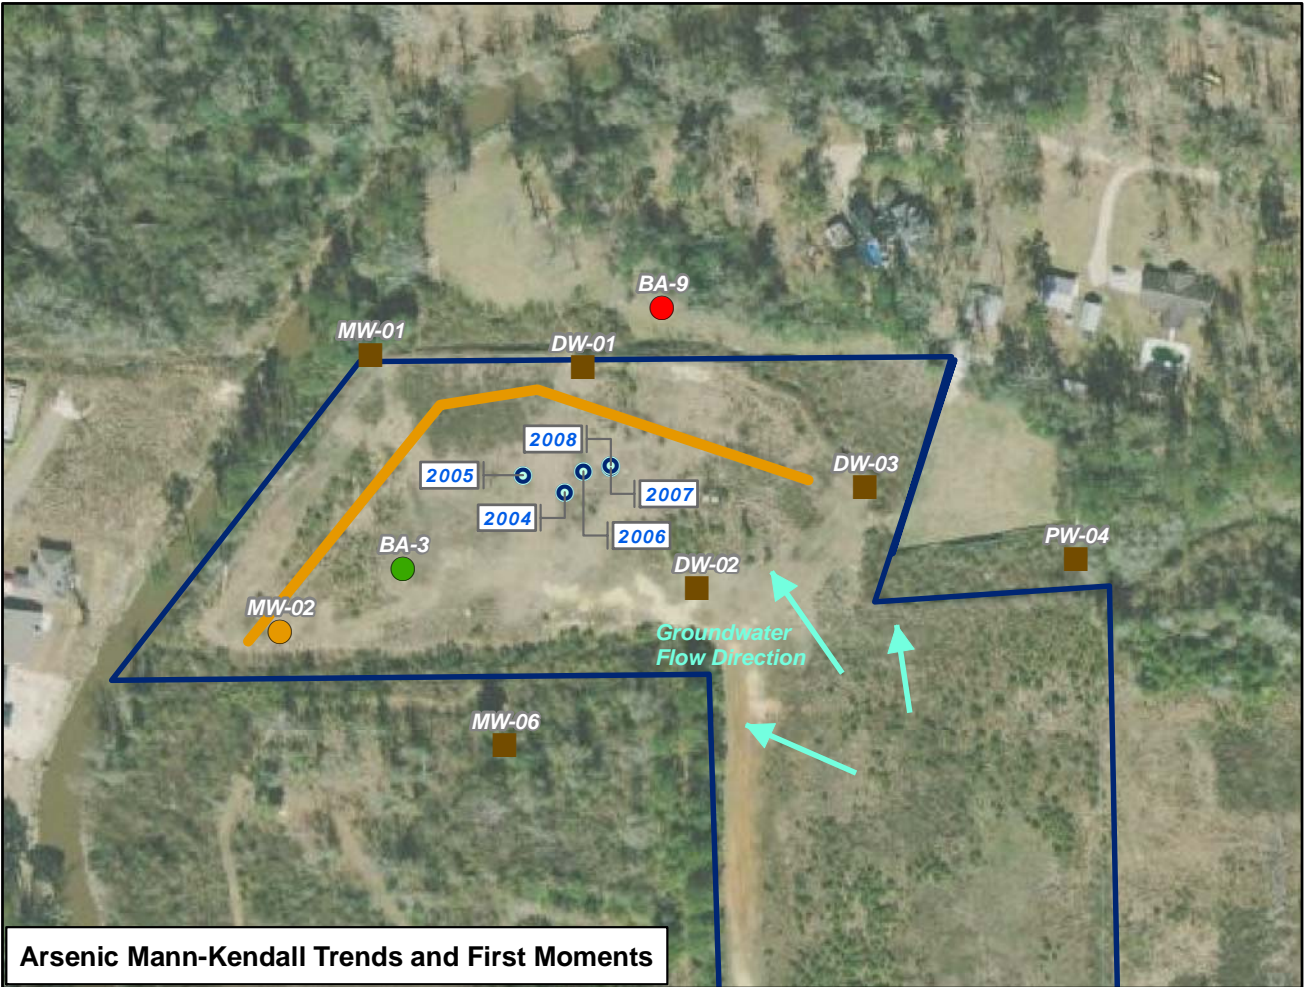 BA-9
MW-01
DW-01
2008
DW-03
2005
2007
2004
2006
PW-04
BA-3
DW-02
MW-02
Groundwater
Flow Direction
MW-06
Arsenic Mann-Kendall Trends and First Moments